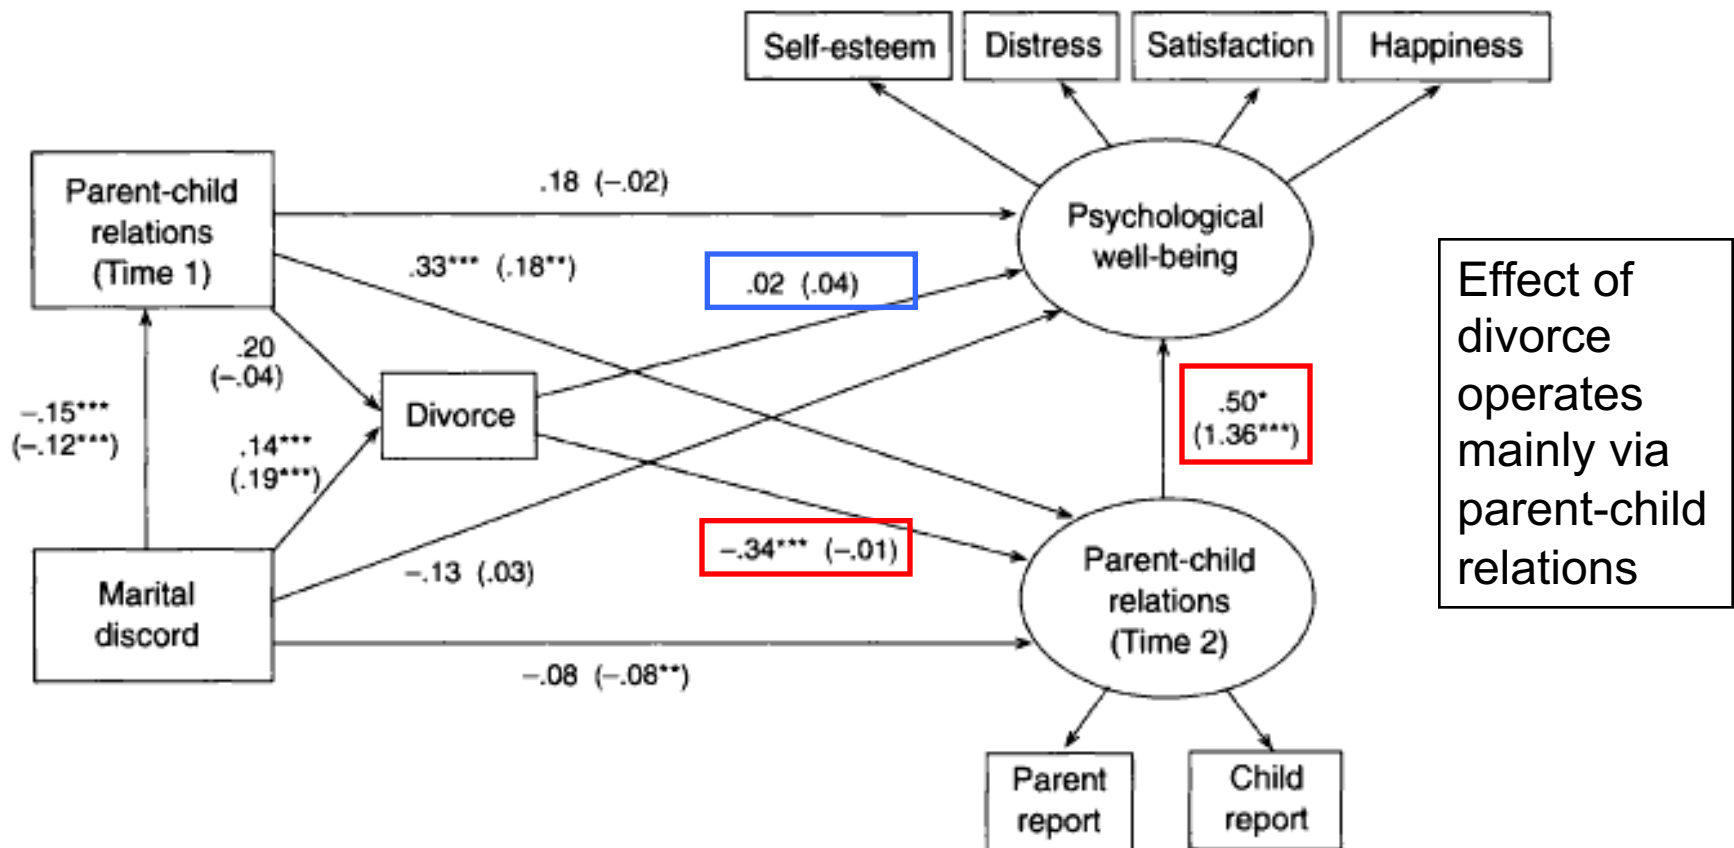 Self-esteem
Distress
Satisfaction
Happiness
Parent-child
relations
(Time 1)
.18 (−.02)
Psychological
well-being
.33*** (.18**)
.02 (.04)
Effect of
divorce
operates
mainly via
parent-child
relations
.20
(−.04)
Divorce
−.15***
(−.12***)
.14***
(.19***)
.50*
(1.36***)
−.34*** (−.01)
−.13 (.03)
Marital
discord
Parent-child
relations
(Time 2)
−.08 (−.08**)
Parent
report
Child
report